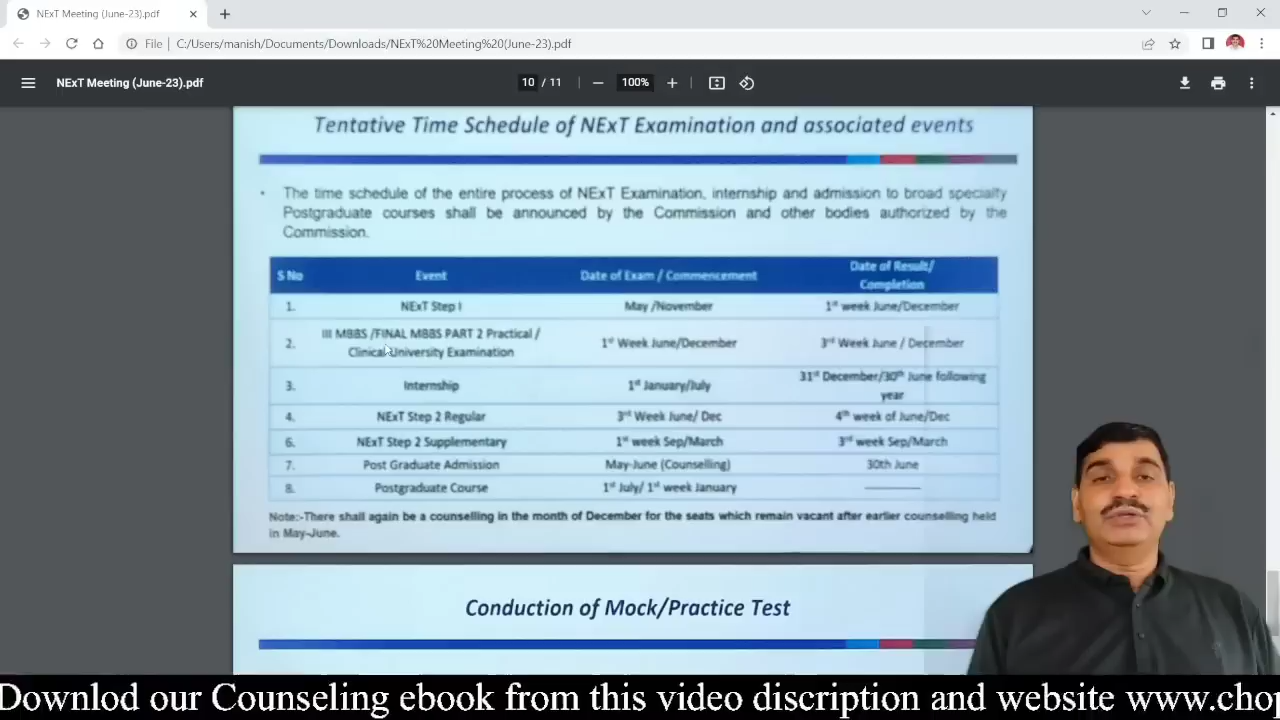 NExT Meeting (June-23).pdf
File C:/Users/manish/Documents/Downloads/NExT%20Meeting%20(June-23).pdf
NExT Meeting (June-23).pdf 10 / 11 100%
Tentative Time Schedule of NExT Examination and associated events
• The time schedule of the entire process of NExT Examination, internship and admission to broad specialty
Postgraduate courses shall be announced by the Commission and other bodies authorized by the
Commission.
S No Event Date of Exam / Commencement Date of Result/
Completion
1. NExT Step I May /November 1st week June/December
2. III MBBS /FINAL MBBS PART 2 Practical /
Clinical University Examination 1st Week June/December 3rd Week June / December
3. Internship 1st January/July 31st December/30th June following
year
4. NExT Step 2 Regular 3rd Week June/ Dec 4th week of June/Dec
6. NExT Step 2 Supplementary 1st week Sep/March 3rd week Sep/March
7. Post Graduate Admission May-June (Counselling) 30th June
8. Postgraduate Course 1st July/ 1st week January
Note:-There shall again be a counselling in the month of December for the seats which remain vacant after earlier counselling held
in May-June.
Conduction of Mock/Practice Test
Downlod our Counseling ebook from this video discription and website www.chop